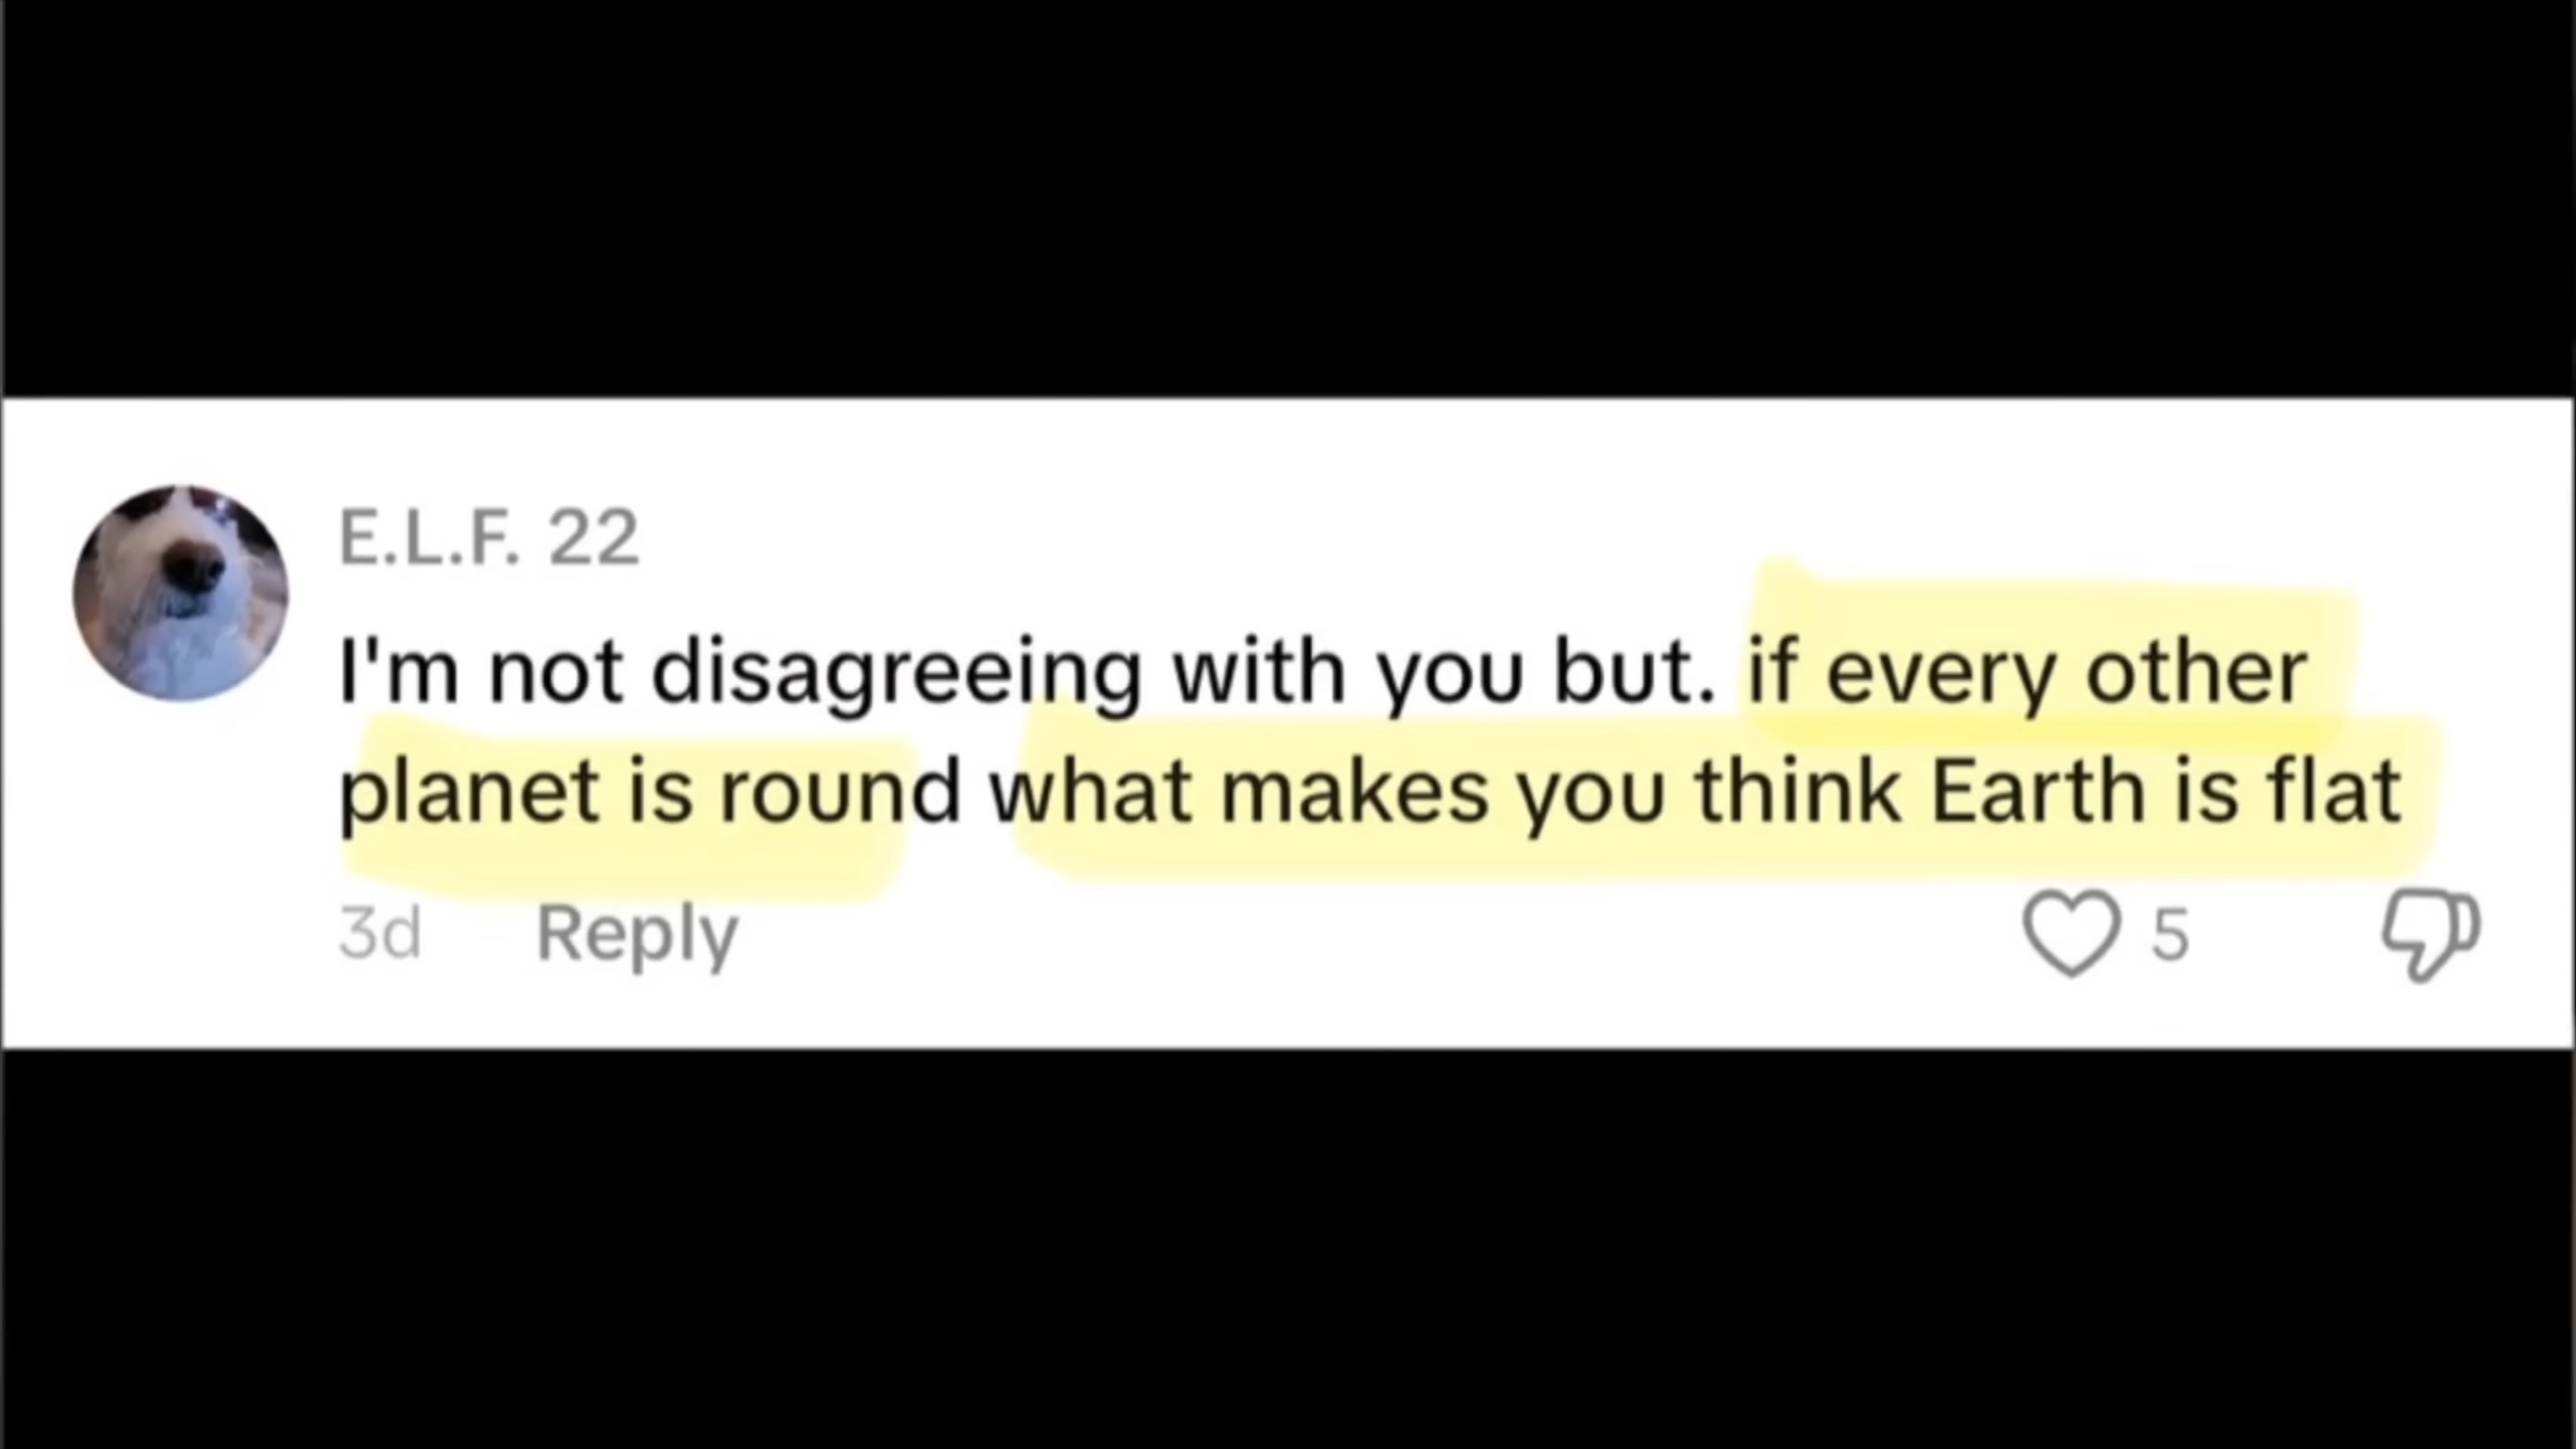 E.L.F. 22
I'm not disagreeing with you but. if every other
planet is round what makes you think Earth is flat
3d Reply 5